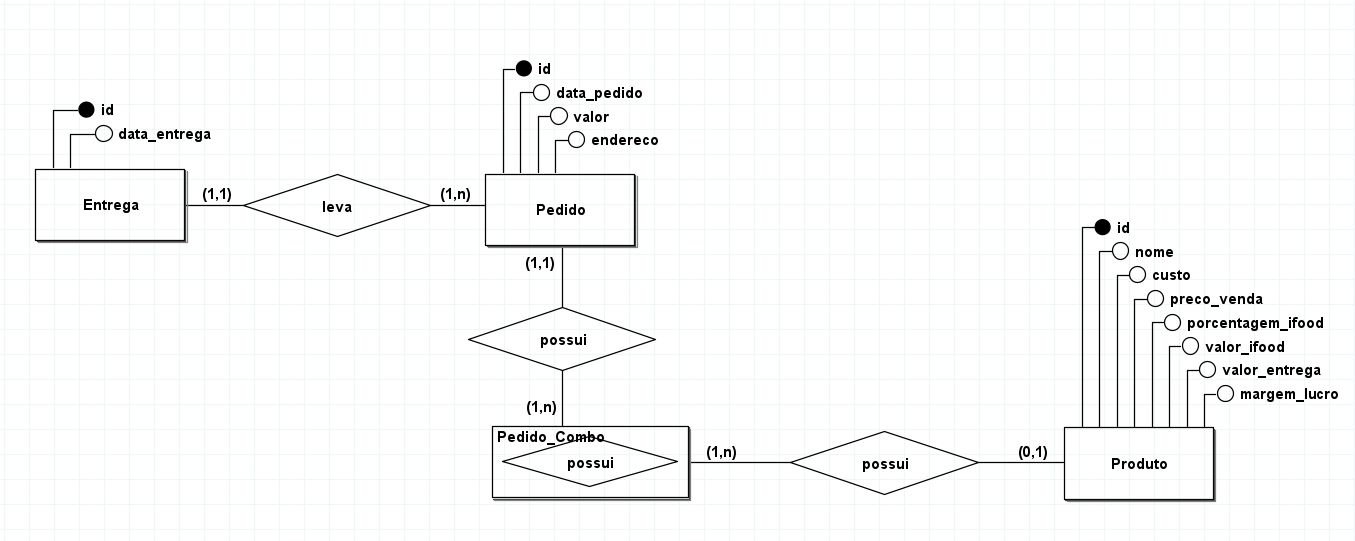 id
data_entrega
Entrega
(1,1)
leva
(1,n)
id
data_pedido
valor
endereco
Pedido
(1,1)
possui
(1,n)
Pedido_Combo
possui
(1,n)
possui
(0,1)
id
nome
custo
preco_venda
porcentagem_ifood
valor_ifood
valor_entrega
margem_lucro
Produto